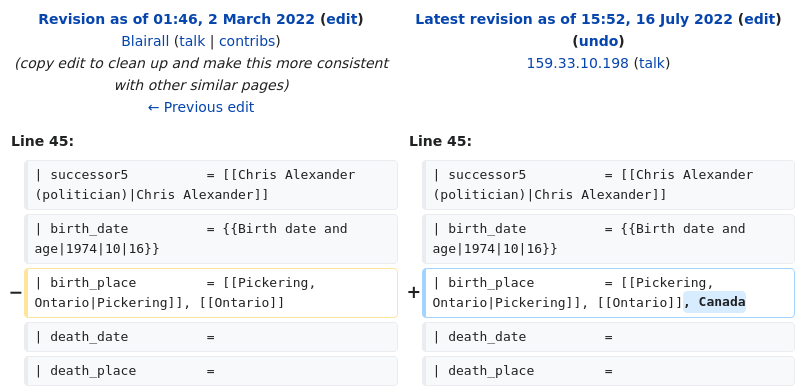 Revision as of 01:46, 2 March 2022 (edit)
Blairall (talk | contribs)
(copy edit to clean up and make this more consistent
with other similar pages)
← Previous edit
Latest revision as of 15:52, 16 July 2022 (edit)
(undo)
159.33.10.198 (talk)
Line 45:
| successor5          = [[Chris Alexander
(politician)|Chris Alexander]]
| birth_date          = {{Birth date and
age|1974|10|16}}
− | birth_place         = [[Pickering,
Ontario|Pickering]], [[Ontario]]
| death_date          =
| death_place         =
Line 45:
| successor5          = [[Chris Alexander
(politician)|Chris Alexander]]
| birth_date          = {{Birth date and
age|1974|10|16}}
+ | birth_place         = [[Pickering,
Ontario|Pickering]], [[Ontario]], Canada
| death_date          =
| death_place         =